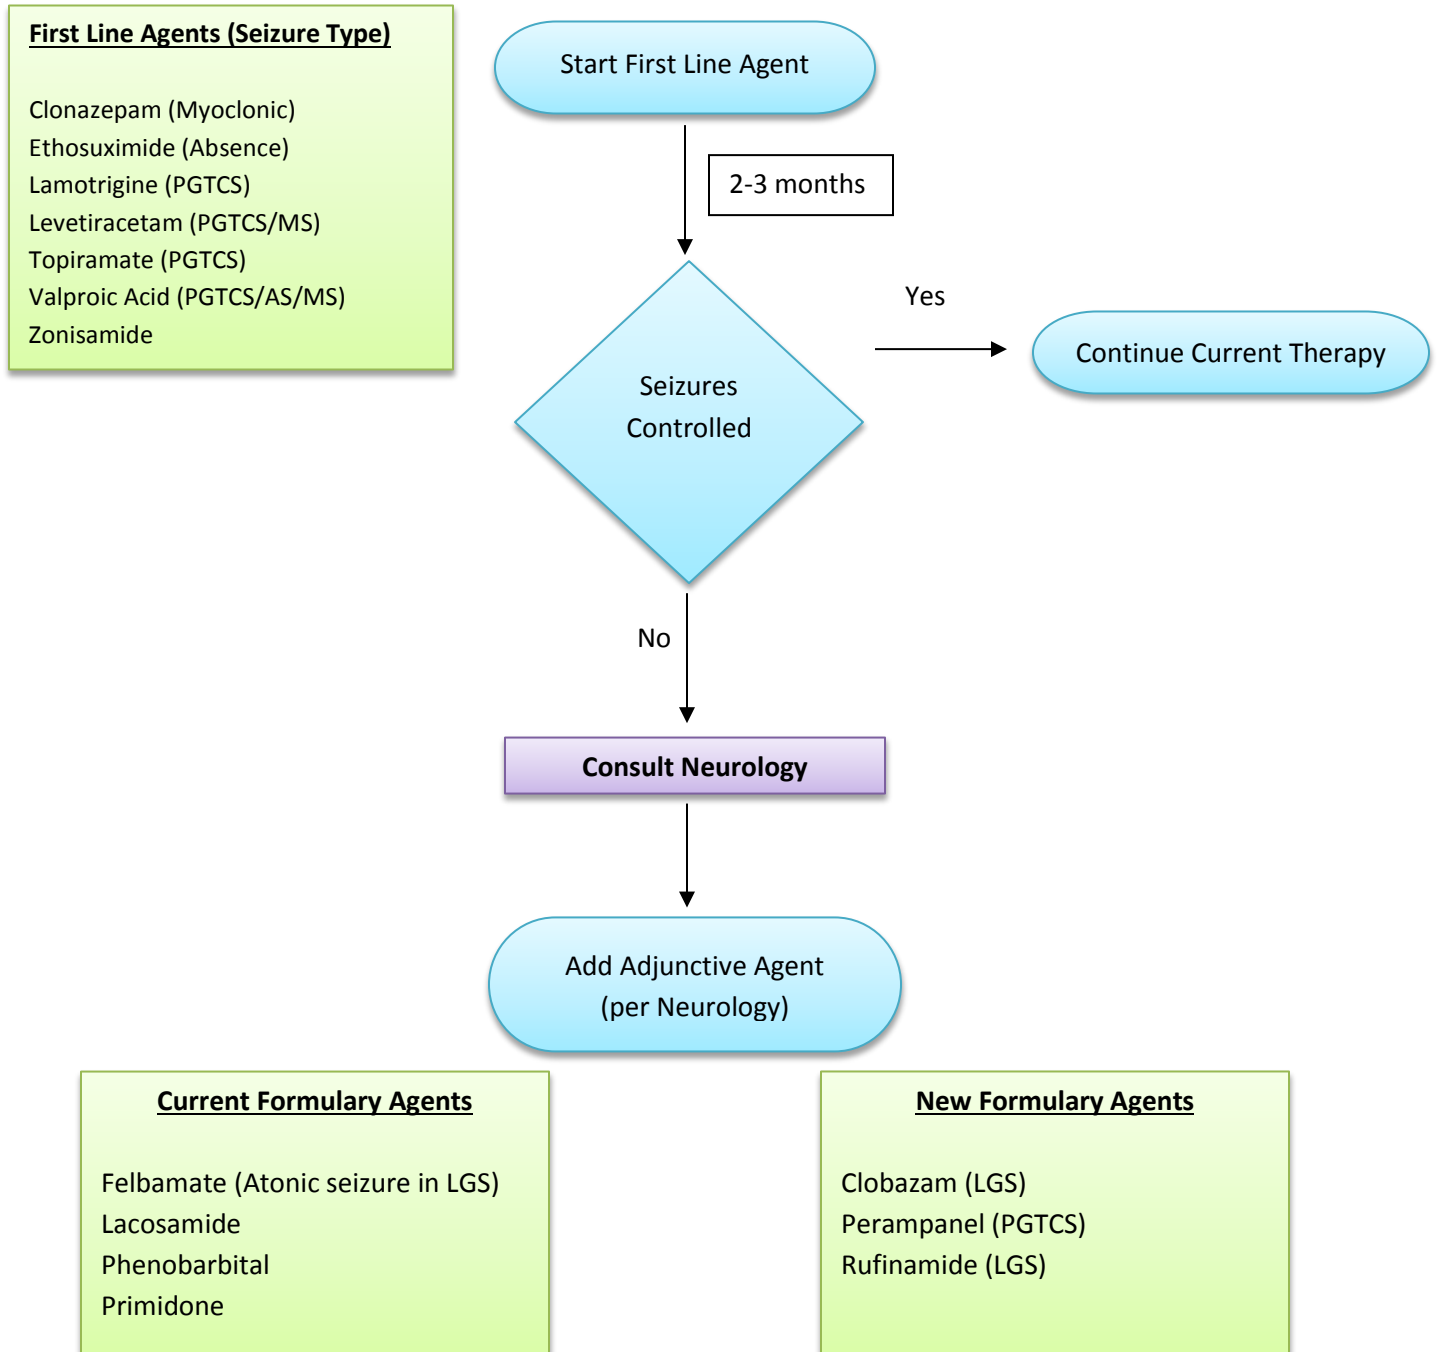 First Line Agents (Seizure Type)
Clonazepam (Myoclonic)
Ethosuximide (Absence)
Lamotrigine (PGTCS)
Levetiracetam (PGTCS/MS)
Topiramate (PGTCS)
Valproic Acid (PGTCS/AS/MS)
Zonisamide
Start First Line Agent
2-3 months
Seizures
Controlled
Yes
Continue Current Therapy
No
Consult Neurology
Add Adjunctive Agent
(per Neurology)
Current Formulary Agents
Felbamate (Atonic seizure in LGS)
Lacosamide
Phenobarbital
Primidone
New Formulary Agents
Clobazam (LGS)
Perampanel (PGTCS)
Rufinamide (LGS)